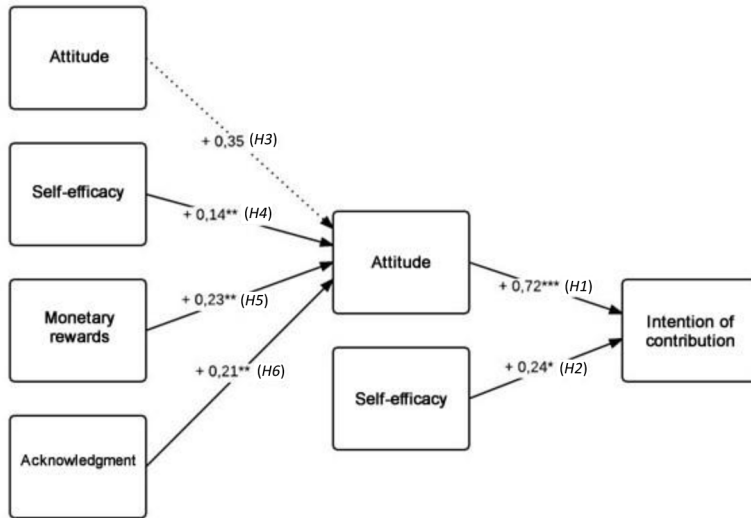 Attitude
+ 0,35 (H3)
Self-efficacy
+ 0,14** (H4)
Attitude
+ 0,72*** (H1)
Monetary
rewards
+ 0,23** (H5)
Intention of
contribution
+ 0,21** (H6)
+ 0,24* (H2)
Self-efficacy
Acknowledgment